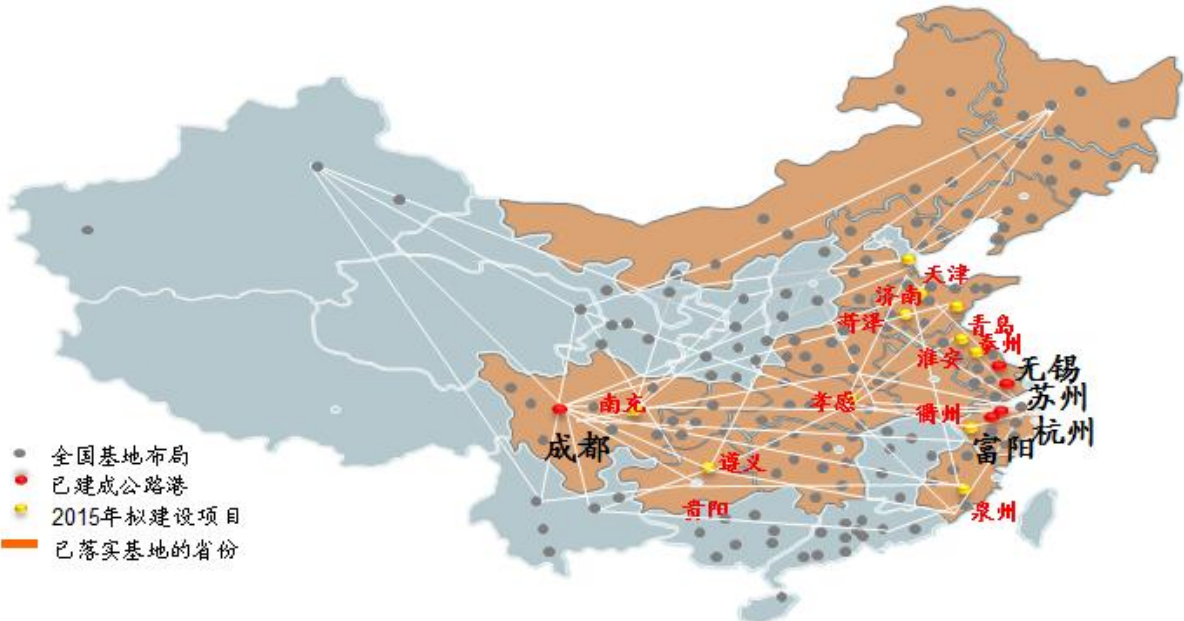 天津
济南
菏泽
青岛
泰州
淮安
无锡
苏州
南充
孝感
衢州
杭州
成都
富阳
遵义
贵阳
泉州
全国基地布局
已建成公路港
2015年拟建设项目
已落实基地的省份